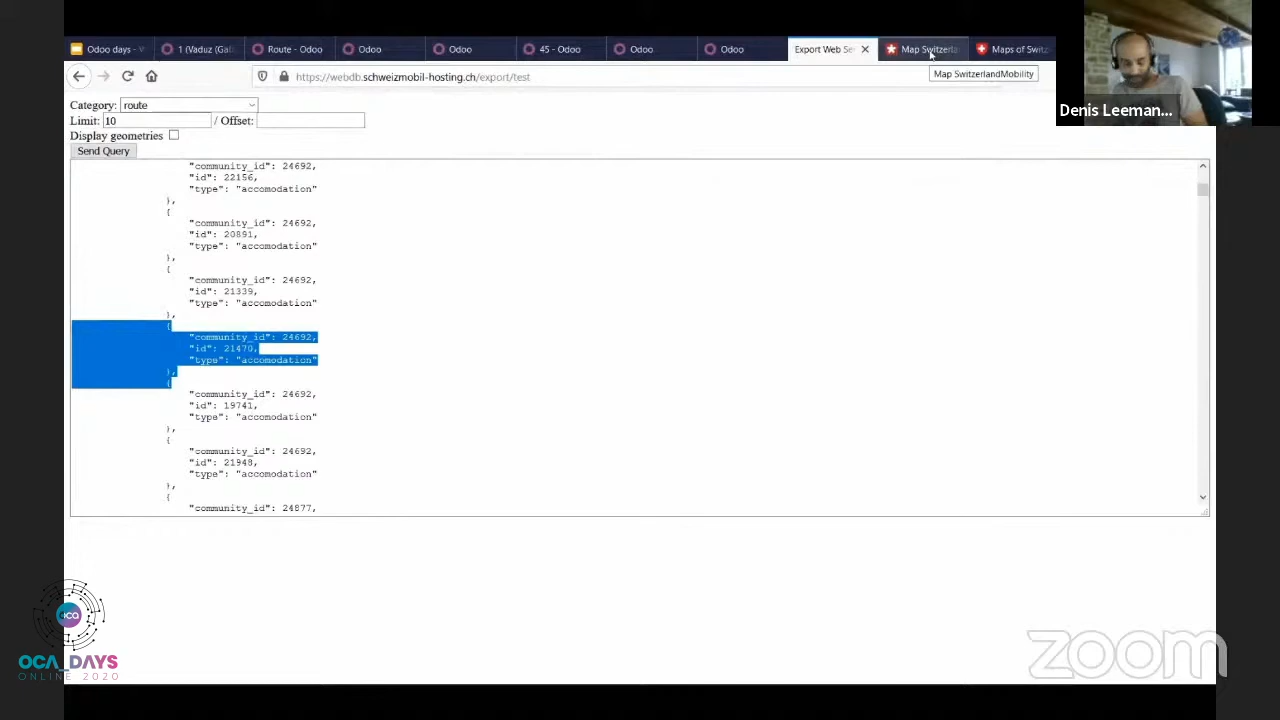 Odoo days - V
1 (Vaduz (Gal
Route - Odoo
Odoo
Odoo
45 - Odoo
Odoo
Odoo
Export Web Se
Map Switzerla
Maps of Switz
https://webdb.schweizmobil-hosting.ch/export/test
Map SwitzerlandMobility
Denis Leeman...
Category: route
Limit: 10 / Offset:
Display geometries
Send Query
"community_id": 24692,
"id": 22156,
"type": "accomodation"
},
{
"community_id": 24692,
"id": 20891,
"type": "accomodation"
},
{
"community_id": 24692,
"id": 21339,
"type": "accomodation"
},
{
"community_id": 24692,
"id": 21470,
"type": "accomodation"
},
{
"community_id": 24692,
"id": 19741,
"type": "accomodation"
},
{
"community_id": 24692,
"id": 21948,
"type": "accomodation"
},
{
"community_id": 24877,
oca
OCA_DAYS
ONLINE 2020
zoom